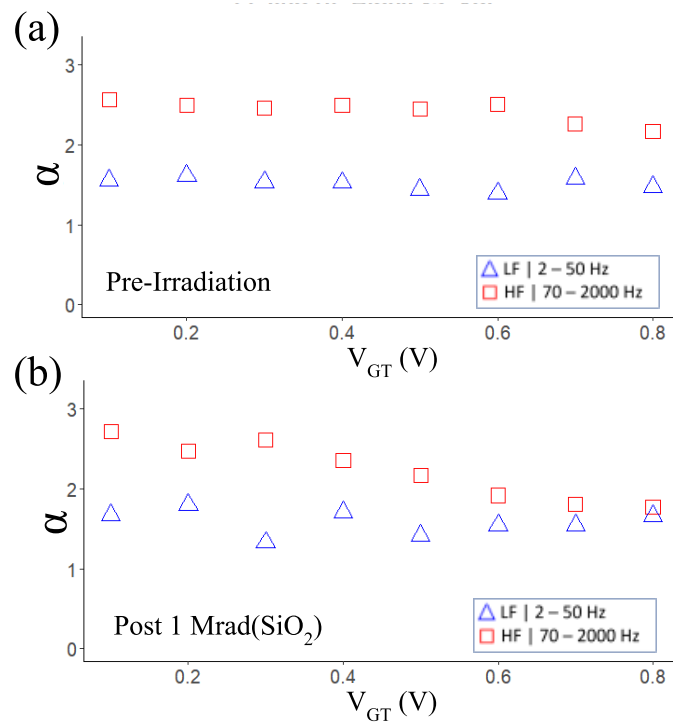 (a)
3
2
1
0
α
Pre-Irradiation
LF | 2 – 50 Hz
HF | 70 – 2000 Hz
0.2 0.4 0.6 0.8
V_GT (V)
(b)
3
2
1
0
α
Post 1 Mrad(SiO₂)
LF | 2 – 50 Hz
HF | 70 – 2000 Hz
0.2 0.4 0.6 0.8
V_GT (V)